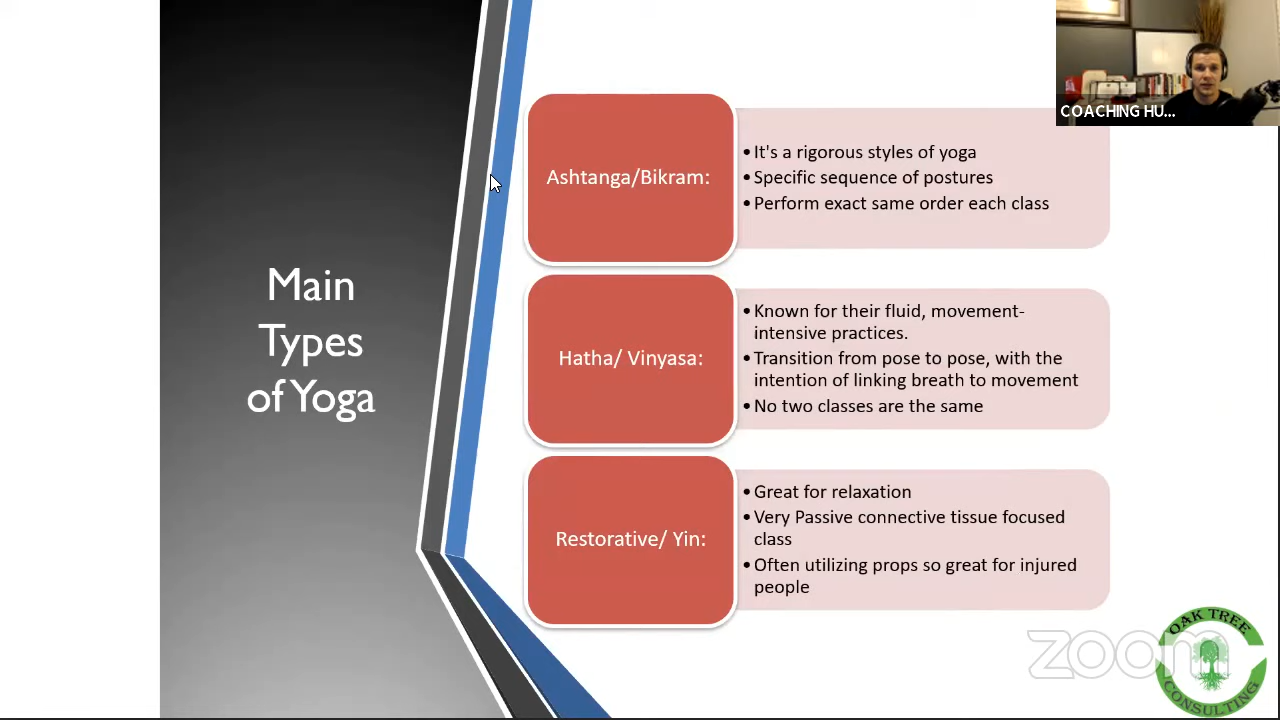 COACHING HU...
Main
Types
of Yoga
Ashtanga/Bikram:
•It's a rigorous styles of yoga
•Specific sequence of postures
•Perform exact same order each class
Hatha/ Vinyasa:
•Known for their fluid, movement-
intensive practices.
•Transition from pose to pose, with the
intention of linking breath to movement
•No two classes are the same
Restorative/ Yin:
•Great for relaxation
•Very Passive connective tissue focused
class
•Often utilizing props so great for injured
people
zoom
OAK TREE
CONSULTING